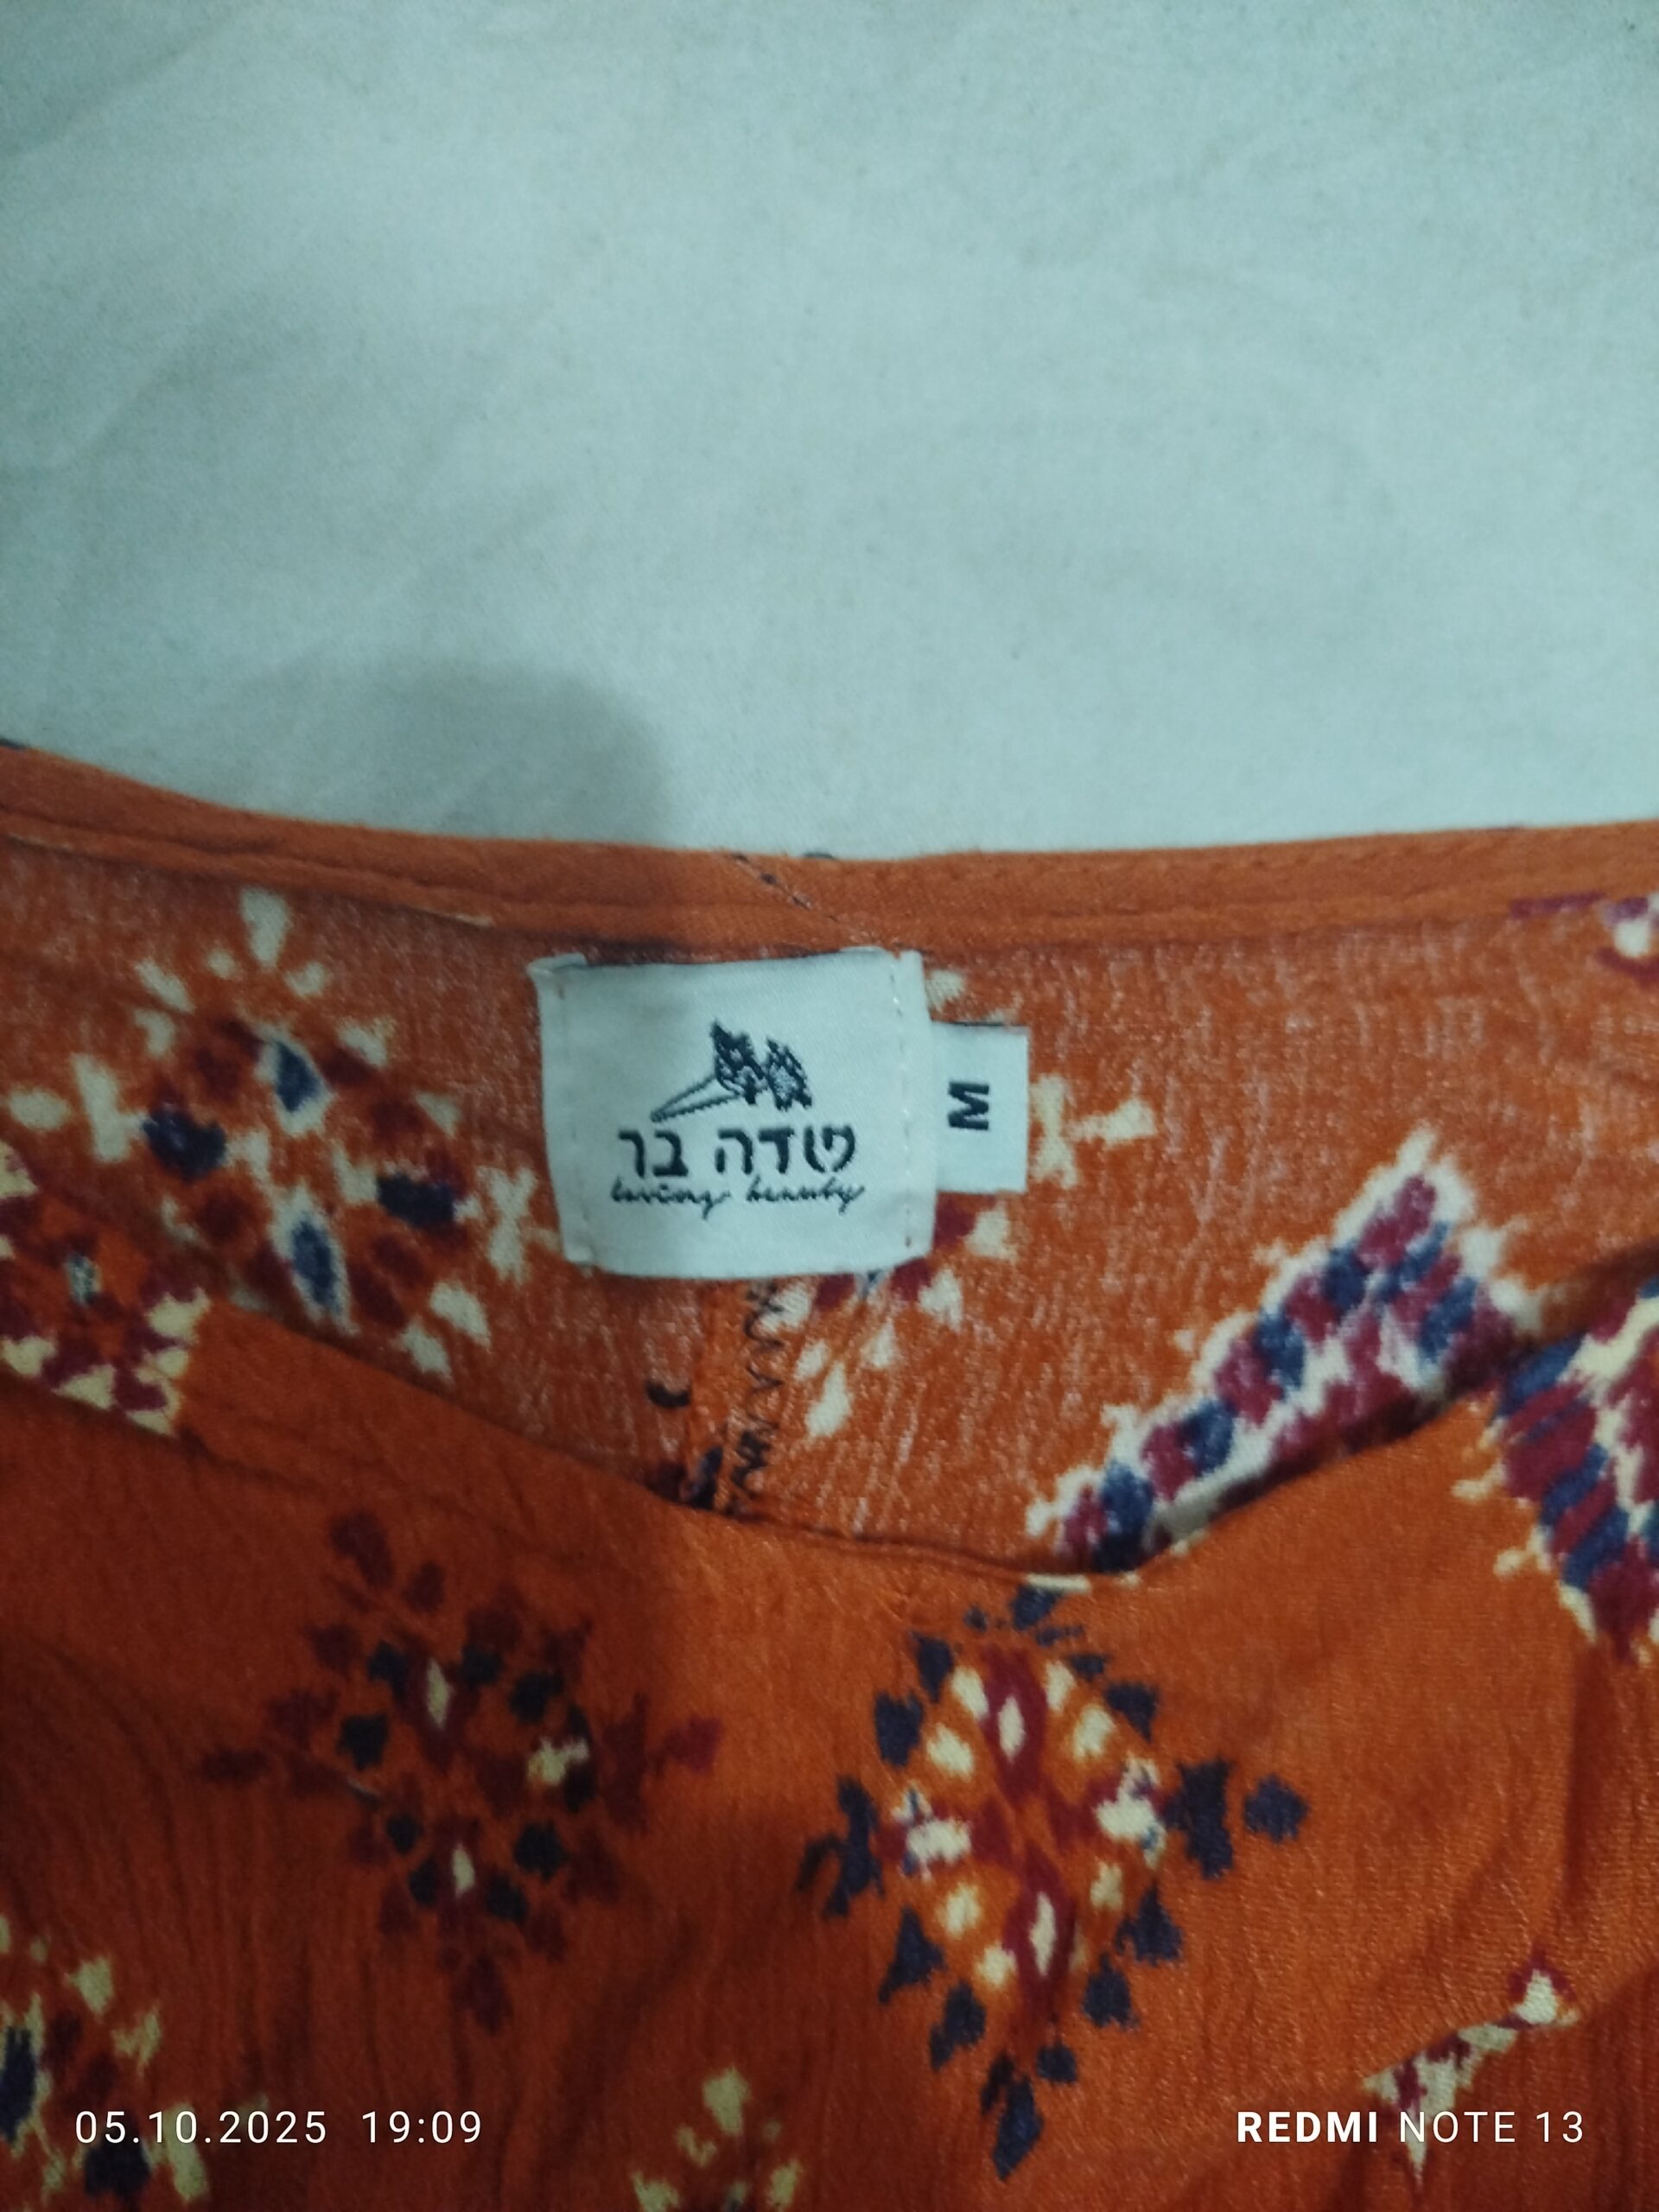 שדה בר
loving beauty
M
05.10.2025 19:09
REDMI NOTE 13